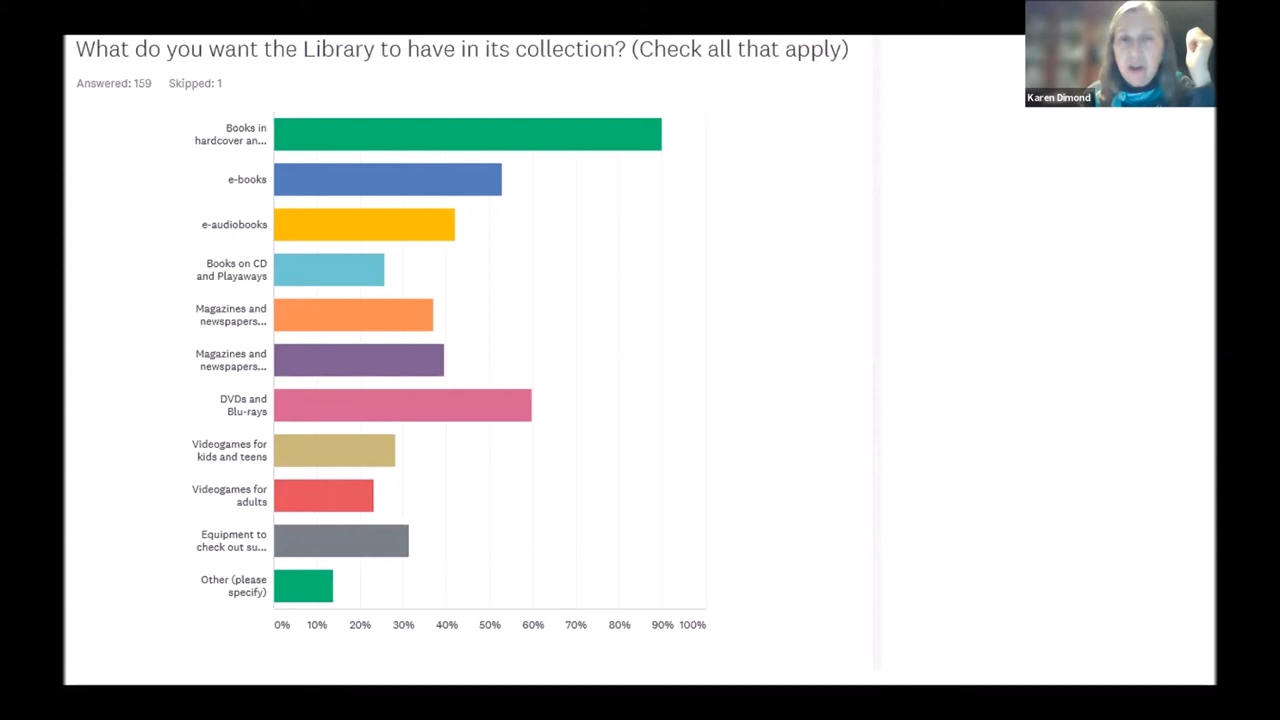 What do you want the Library to have in its collection? (Check all that apply)
Answered: 159 Skipped: 1
Karen Dimond
Books in
hardcover an...
e-books
e-audiobooks
Books on CD
and Playaways
Magazines and
newspapers...
Magazines and
newspapers...
DVDs and
Blu-rays
Videogames for
kids and teens
Videogames for
adults
Equipment to
check out su...
Other (please
specify)
0% 10% 20% 30% 40% 50% 60% 70% 80% 90% 100%